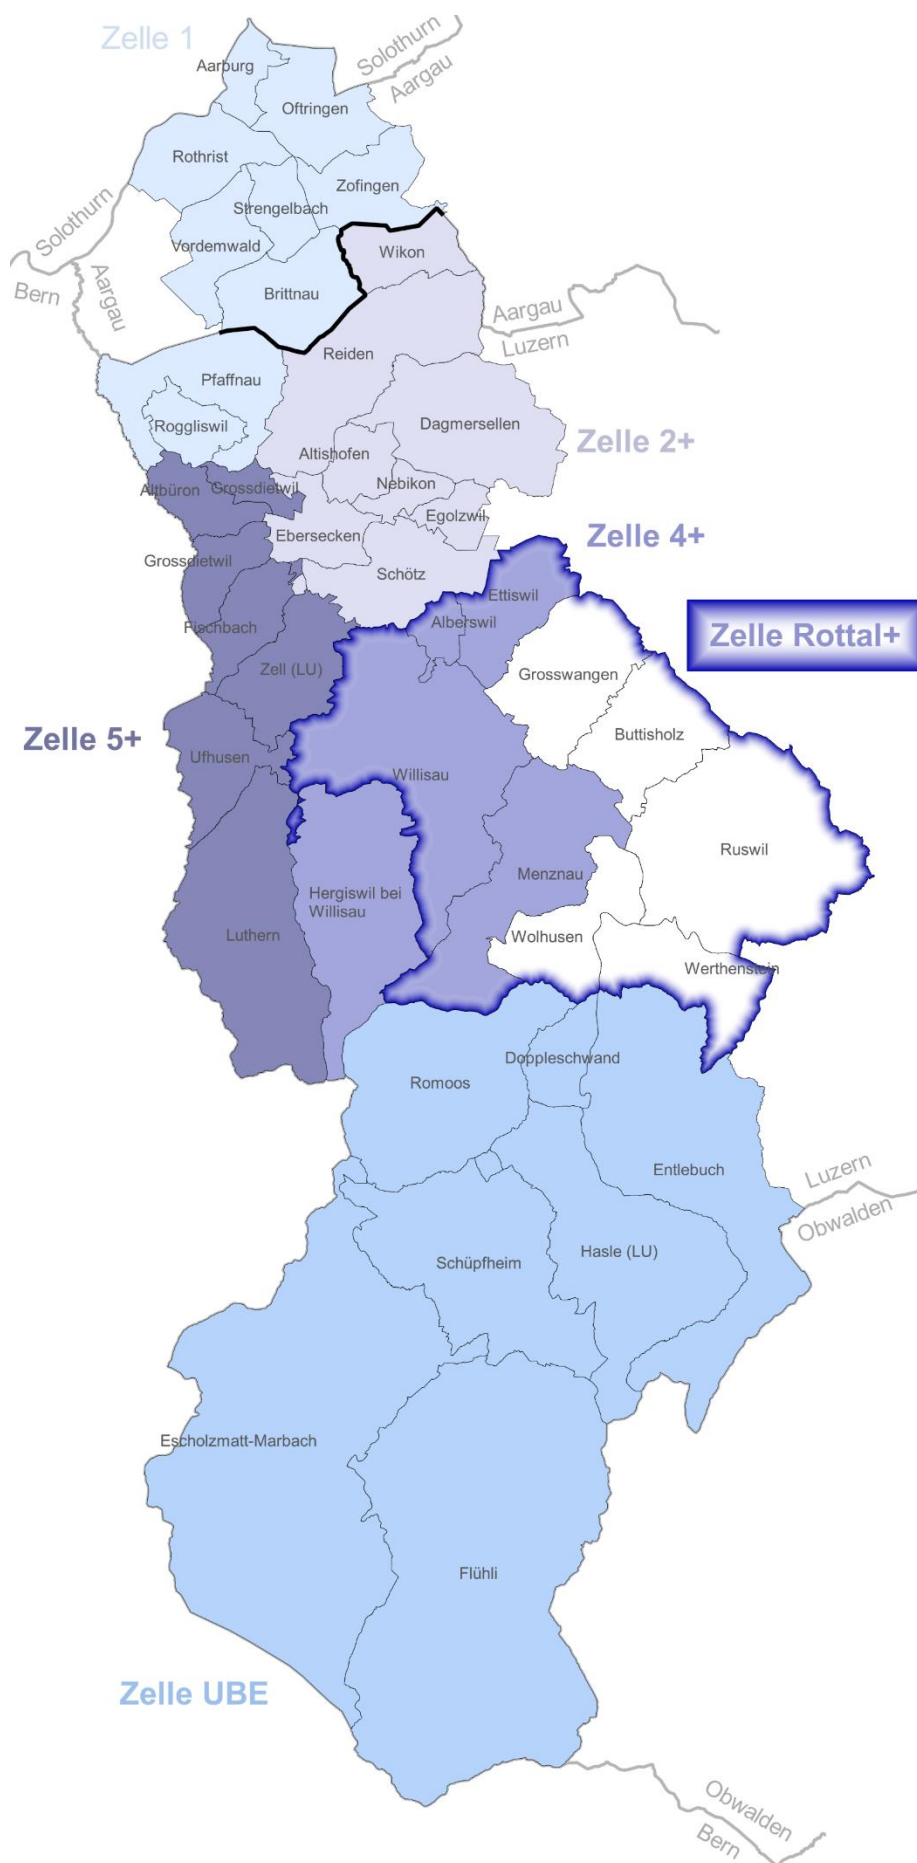 Zelle 1
Solothurn
Aargau
Aarburg
Oftringen
Rothrist
Zofingen
Strengelbach
Vordemwald
Solothurn
Bern
Aargau
Wikon
Brittnau
Aargau
Luzern
Reiden
Pfaffnau
Roggliswil
Dagmersellen
Zelle 2+
Altishofen
Nebikon
Altbüron
Grossdietwil
Egolzwil
Ebersecken
Zelle 4+
Grossdietwil
Schötz
Ettiswil
Alberswil
Fischbach
Zelle Rottal+
Zell (LU)
Grosswangen
Buttisholz
Zelle 5+
Ufhusen
Willisau
Ruswil
Menznau
Hergiswil bei
Willisau
Luthern
Wolhusen
Werthenstein
Doppleschwand
Romoos
Entlebuch
Luzern
Obwalden
Hasle (LU)
Schüpfheim
Escholzmatt-Marbach
Flühli
Zelle UBE
Obwalden
Bern